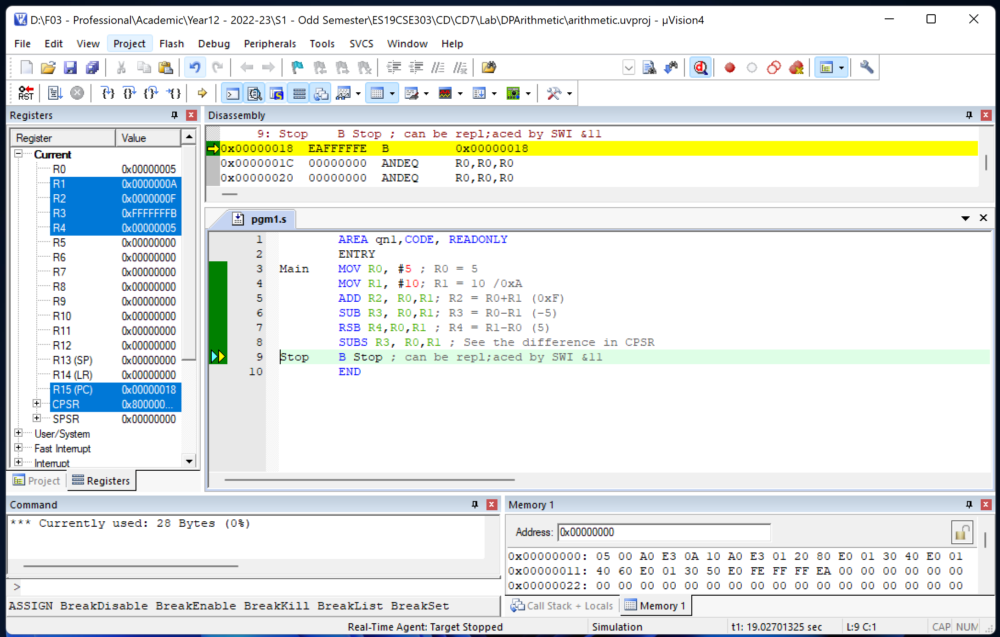 D:\F03 - Professional\Academic\Year12 - 2022-23\S1 - Odd Semester\ES19CSE303\CD\CD7\Lab\DPArithmetic\arithmetic.uvproj - µVision4
File Edit View Project Flash Debug Peripherals Tools SVCS Window Help
RST
Registers
Register Value
Current
R0 0x00000005
R1 0x0000000A
R2 0x0000000F
R3 0xFFFFFFFB
R4 0x00000005
R5 0x00000000
R6 0x00000000
R7 0x00000000
R8 0x00000000
R9 0x00000000
R10 0x00000000
R11 0x00000000
R12 0x00000000
R13 (SP) 0x00000000
R14 (LR) 0x00000000
R15 (PC) 0x00000018
CPSR 0x800000...
SPSR 0x00000000
User/System
Fast Interrupt
Interrupt
Project Registers
Disassembly
9: Stop B Stop ; can be repl;aced by SWI &11
0x00000018 EAFFFFFE B 0x00000018
0x0000001C 00000000 ANDEQ R0,R0,R0
0x00000020 00000000 ANDEQ R0,R0,R0
pgm1.s
1 AREA qn1,CODE, READONLY
2 ENTRY
3 Main MOV R0, #5 ; R0 = 5
4 MOV R1, #10; R1 = 10 /0xA
5 ADD R2, R0,R1; R2 = R0+R1 (0xF)
6 SUB R3, R0,R1; R3 = R0-R1 (-5)
7 RSB R4,R0,R1 ; R4 = R1-R0 (5)
8 SUBS R3, R0,R1 ; See the difference in CPSR
9 Stop B Stop ; can be repl;aced by SWI &11
10 END
Command
*** Currently used: 28 Bytes (0%)
>
ASSIGN BreakDisable BreakEnable BreakKill BreakList BreakSet
Memory 1
Address: 0x00000000
0x00000000: 05 00 A0 E3 0A 10 A0 E3 01 20 80 E0 01 30 40 E0 01
0x00000011: 40 60 E0 01 30 50 E0 FE FF FF EA 00 00 00 00 00 00
0x00000022: 00 00 00 00 00 00 00 00 00 00 00 00 00 00 00 00 00
Call Stack + Locals Memory 1
Real-Time Agent: Target Stopped Simulation t1: 19.02701325 sec L:9 C:1 CAP NUM